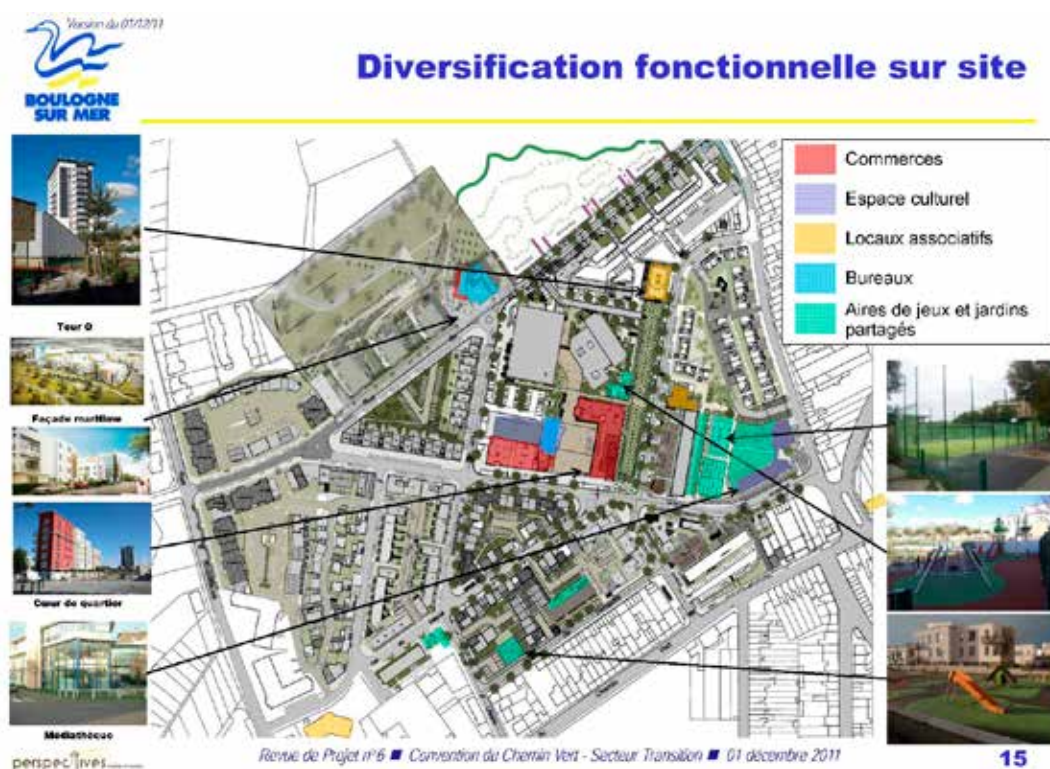 Version du 01/12/11
BOULOGNE
SUR MER
Diversification fonctionnelle sur site
Commerces
Espace culturel
Locaux associatifs
Bureaux
Aires de jeux et jardins
partagés
Tour Q
Façade maritime
Cœur de quartier
Médiathèque
perspectives
Revue de Projet n°6 ■ Convention du Chemin Vert - Secteur Transition ■ 01 décembre 2011
15